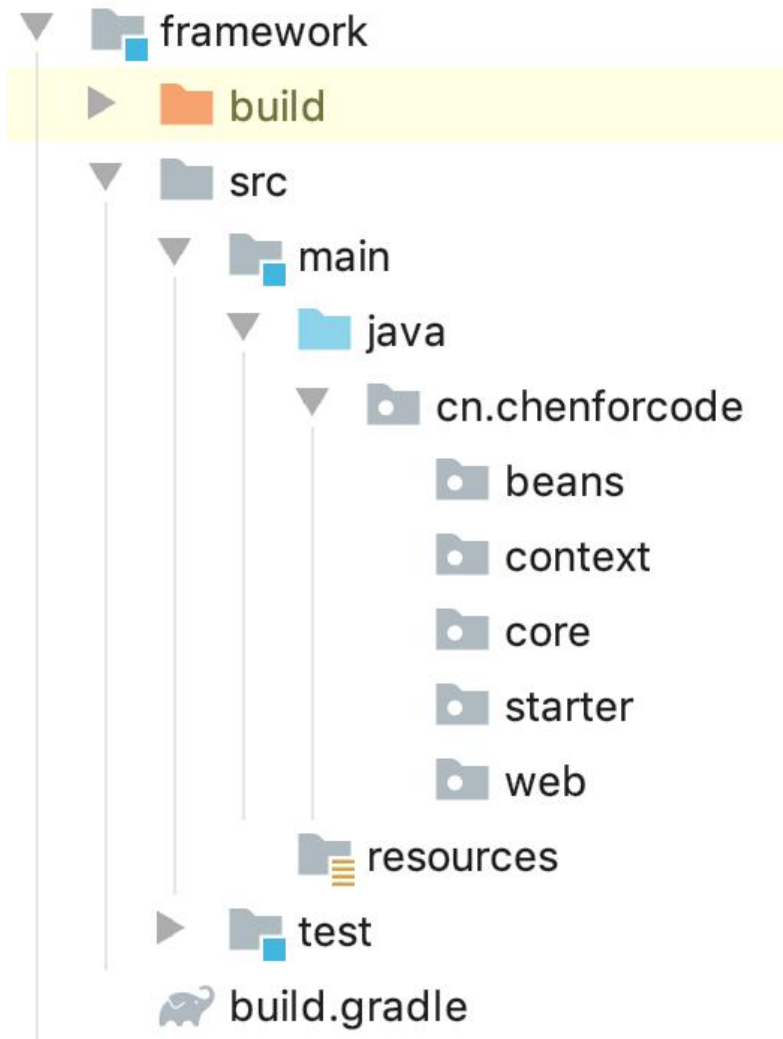 framework
build
src
main
java
cn.chenforcode
beans
context
core
starter
web
resources
test
build.gradle